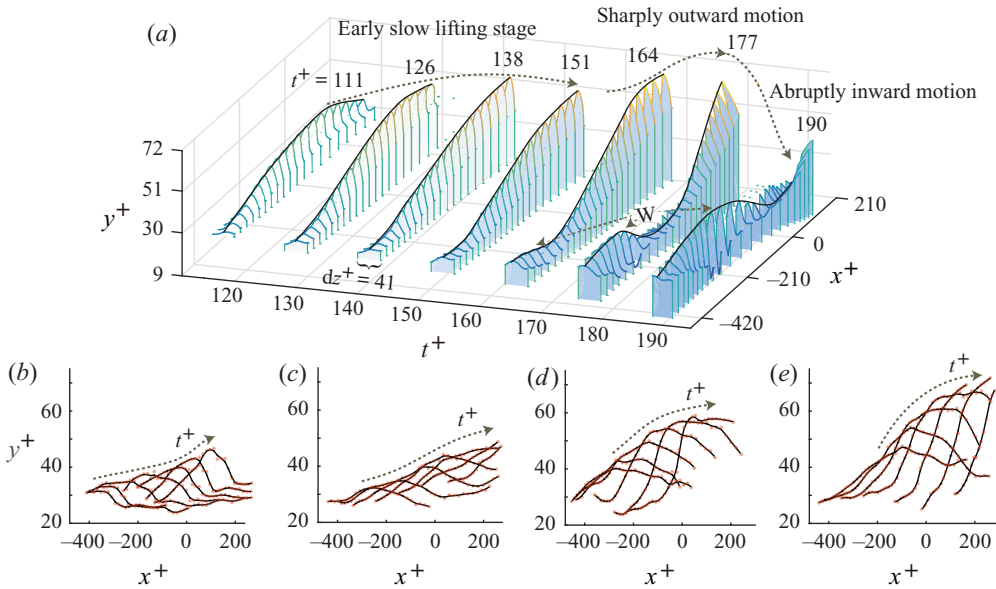 Sharply outward motion
(a)
Early slow lifting stage
177
138
164
151
126
t+ = 111
Abruptly inward motion
190
72
51
y+
30
9
W
210
0
x+
–210
–420
dz+ = 41
120
130
140
150
160
170
180
190
t+
(b)
(c)
(d)
(e)
t+
t+
t+
t+
60
60
60
60
y+
40
40
40
40
20
20
20
20
–400 –200 0 200
–400 –200 0 200
–400 –200 0 200
–400 –200 0 200
x+
x+
x+
x+